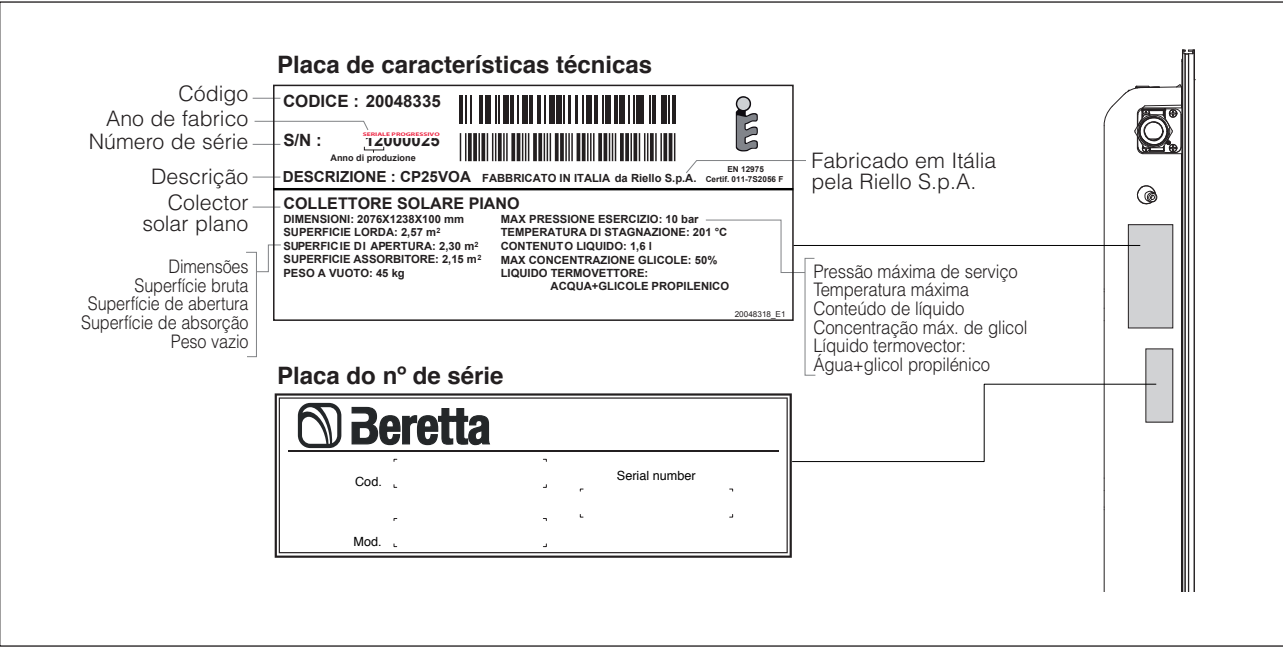 Placa de características técnicas
Código
CODICE : 20048335
Ano de fabrico
SERIALE PROGRESSIVO
Número de série
S/N :
12000025
Anno di produzione
Descrição
DESCRIZIONE : CP25VOA
FABBRICATO IN ITALIA da Riello S.p.A.
EN 12975
Certif. 011-7S2056 F
Fabricado em Itália
pela Riello S.p.A.
Colector
solar plano
COLLETTORE SOLARE PIANO
DIMENSIONI: 2076X1238X100 mm
SUPERFICIE LORDA: 2,57 m²
SUPERFICIE DI APERTURA: 2,30 m²
SUPERFICIE ASSORBITORE: 2,15 m²
PESO A VUOTO: 45 kg
MAX PRESSIONE ESERCIZIO: 10 bar
TEMPERATURA DI STAGNAZIONE: 201 °C
CONTENUTO LIQUIDO: 1,6 l
MAX CONCENTRAZIONE GLICOLE: 50%
LIQUIDO TERMOVETTORE:
ACQUA+GLICOLE PROPILENICO
20048318_E1
Dimensões
Superfície bruta
Superfície de abertura
Superfície de absorção
Peso vazio
Pressão máxima de serviço
Temperatura máxima
Conteúdo de líquido
Concentração máx. de glicol
Líquido termovector:
Água+glicol propilénico
Placa do nº de série
Beretta
Cod.
Serial number
Mod.